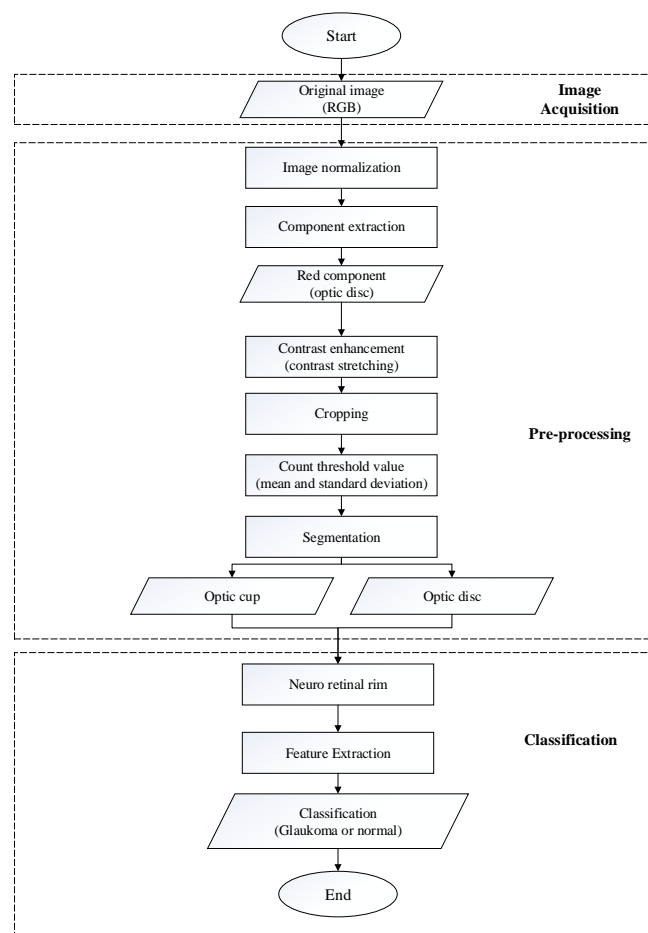 Start
Original image
(RGB)
Image
Acquisition
Image normalization
Component extraction
Red component
(optic disc)
Contrast enhancement
(contrast stretching)
Cropping
Pre-processing
Count threshold value
(mean and standard deviation)
Segmentation
Optic cup
Optic disc
Neuro retinal rim
Classification
Feature Extraction
Classification
(Glaukoma or normal)
End